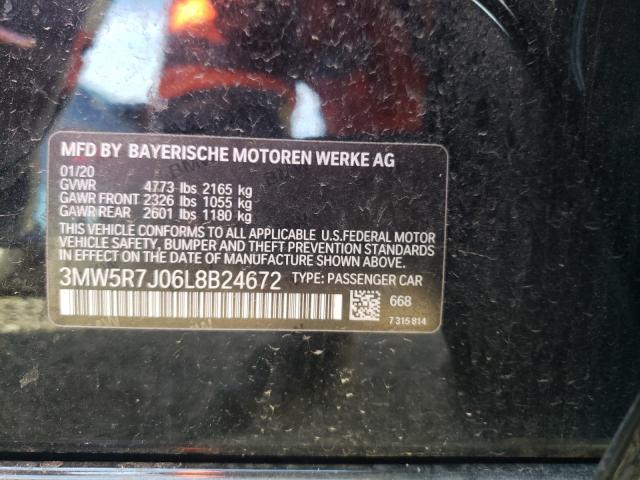 MFD BY BAYERISCHE MOTOREN WERKE AG
01/20
GVWR 4773 lbs 2165 kg
GAWR FRONT 2326 lbs 1055 kg
GAWR REAR 2601 lbs 1180 kg
THIS VEHICLE CONFORMS TO ALL APPLICABLE U.S.FEDERAL MOTOR
VEHICLE SAFETY, BUMPER AND THEFT PREVENTION STANDARDS
IN EFFECT ON THE DATE OF MANUFACTURE SHOWN ABOVE.
3MW5R7J06L8B24672 TYPE: PASSENGER CAR
668
7 315 814